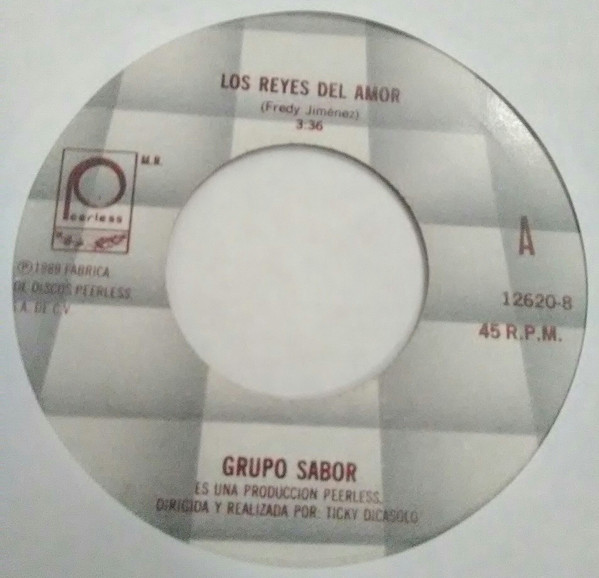 LOS REYES DEL AMOR
(Fredy Jiménez)
3:36
M.R.
Peerless
℗ 1989 FABRICA
DE DISCOS PEERLESS
S.A. DE C.V.
A
12620-8
45 R.P.M.
GRUPO SABOR
ES UNA PRODUCCION PEERLESS.
DIRIGIDA Y REALIZADA POR: TICKY DICASOLO